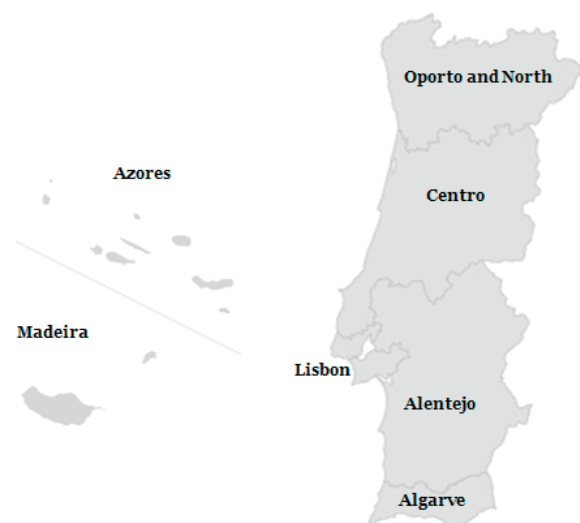 Oporto and North
Azores
Centro
Madeira
Lisbon
Alentejo
Algarve